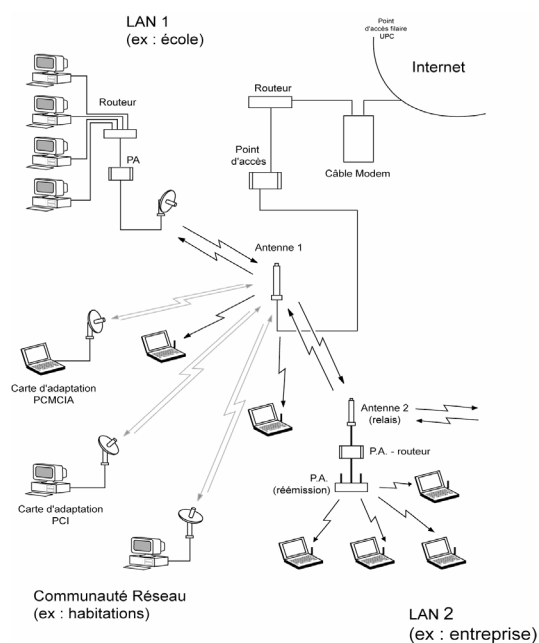 LAN 1
(ex : école)
Point
d'accès filaire
UPC
Internet
Routeur
Routeur
PA
Point
d'accès
Câble Modem
Antenne 1
Carte d'adaptation
PCMCIA
Antenne 2
(relais)
P.A. - routeur
P.A.
(réémission)
Carte d'adaptation
PCI
Communauté Réseau
(ex : habitations)
LAN 2
(ex : entreprise)